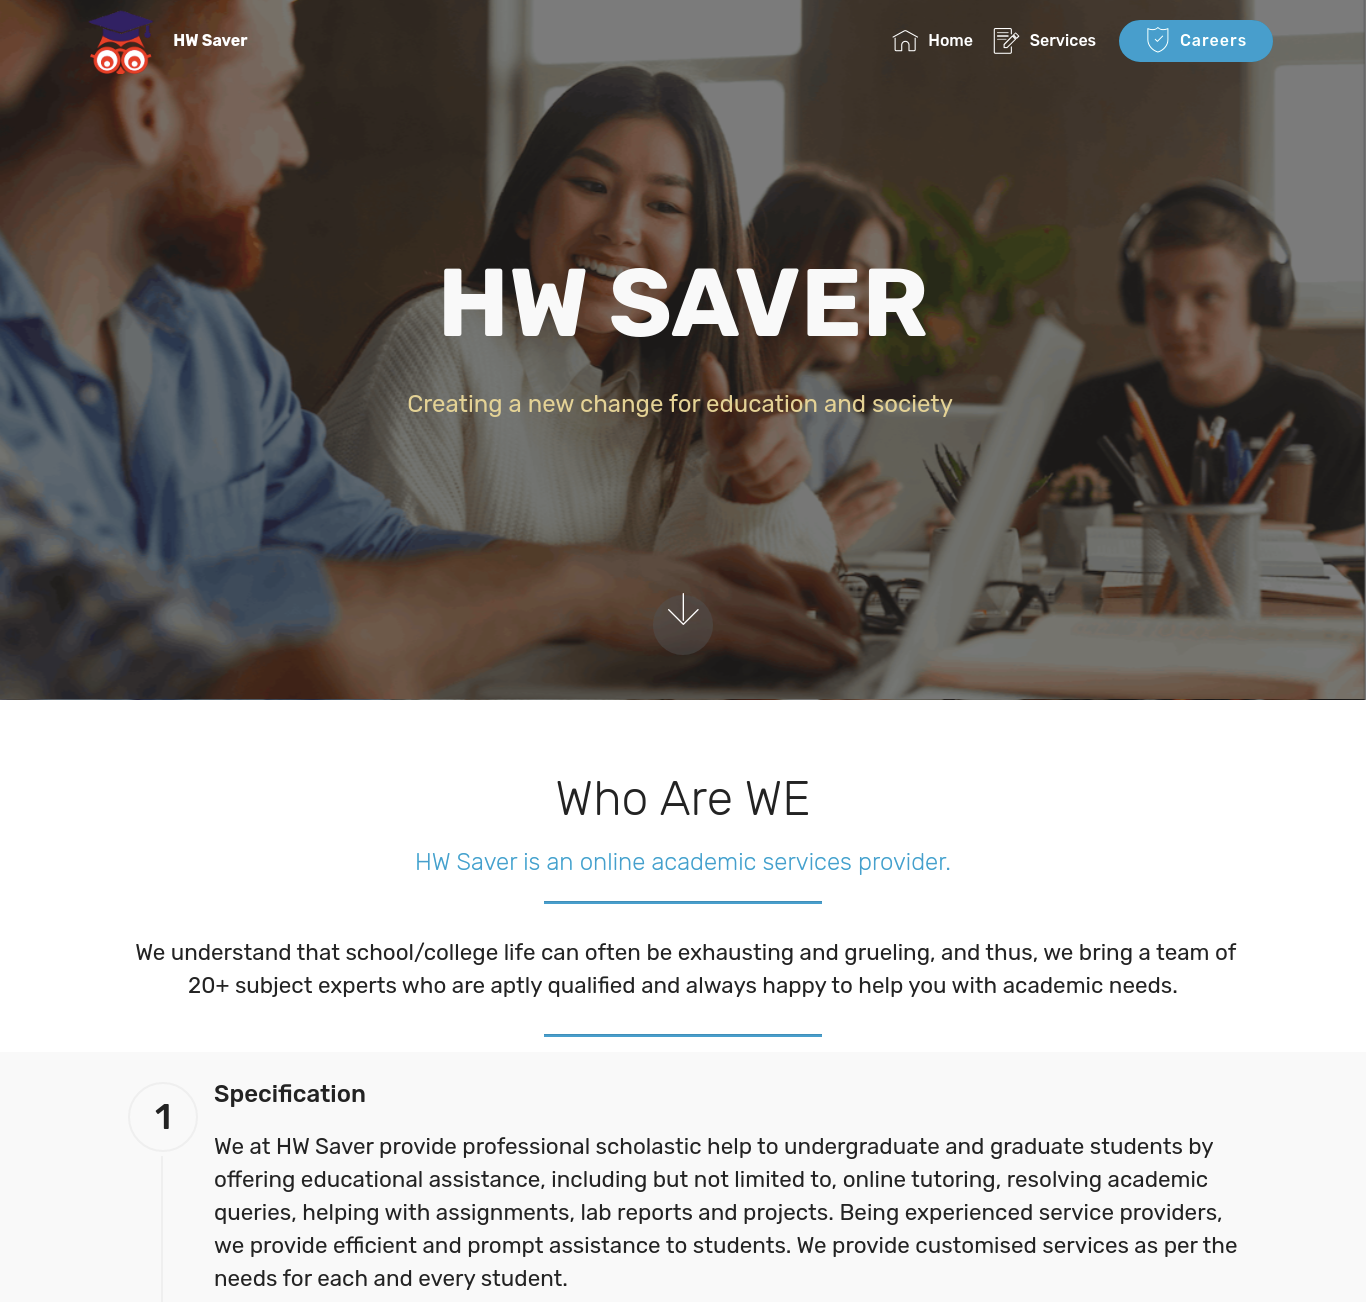 HW Saver
Home
Services
Careers
HW SAVER
Creating a new change for education and society
Who Are WE
HW Saver is an online academic services provider.
We understand that school/college life can often be exhausting and grueling, and thus, we bring a team of
20+ subject experts who are aptly qualified and always happy to help you with academic needs.
1
Specification
We at HW Saver provide professional scholastic help to undergraduate and graduate students by
offering educational assistance, including but not limited to, online tutoring, resolving academic
queries, helping with assignments, lab reports and projects. Being experienced service providers,
we provide efficient and prompt assistance to students. We provide customised services as per the
needs for each and every student.